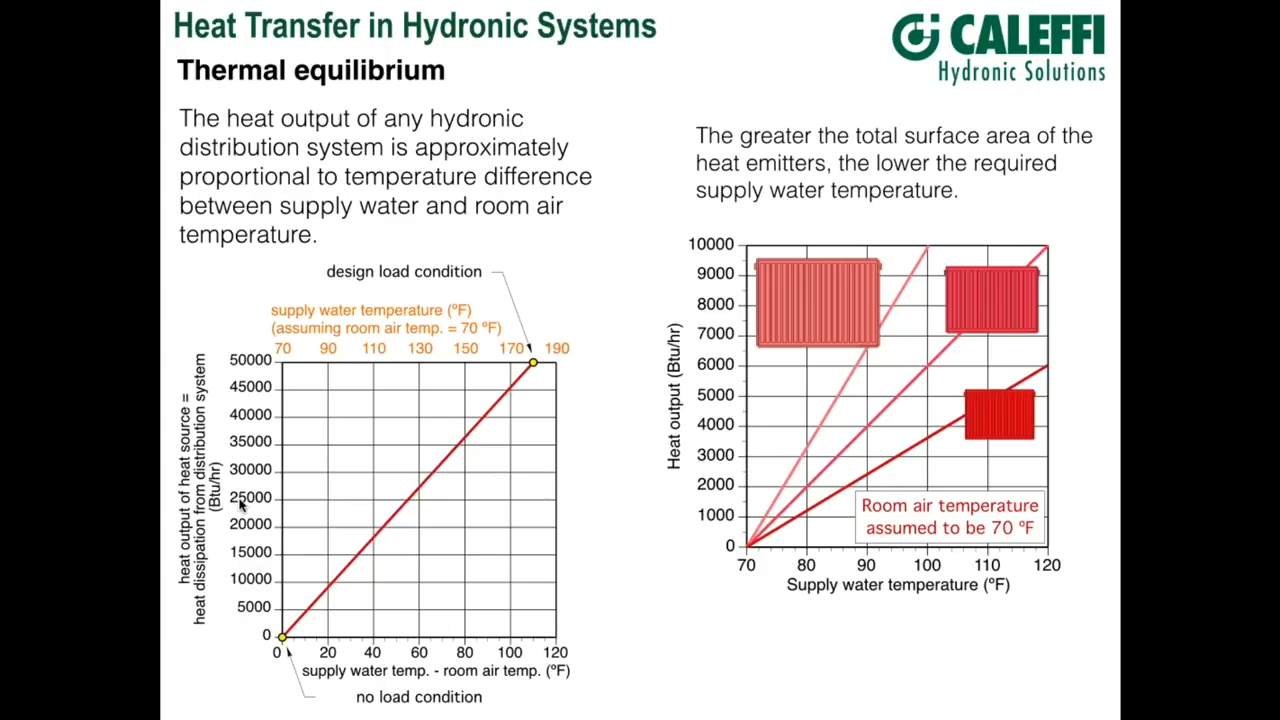 Heat Transfer in Hydronic Systems
CALEFFI
Hydronic Solutions
Thermal equilibrium
The heat output of any hydronic
distribution system is approximately
proportional to temperature difference
between supply water and room air
temperature.
design load condition
supply water temperature (ºF)
(assuming room air temp. = 70 ºF)
70 90 110 130 150 170 190
50000
45000
40000
35000
30000
25000
20000
15000
10000
5000
0
heat output of heat source =
heat dissipation from distribution system
(Btu/hr)
0 20 40 60 80 100 120
supply water temp. - room air temp. (ºF)
no load condition
The greater the total surface area of the
heat emitters, the lower the required
supply water temperature.
10000
9000
8000
7000
6000
5000
4000
3000
2000
1000
0
Heat output (Btu/hr)
Room air temperature
assumed to be 70 ºF
70 80 90 100 110 120
Supply water temperature (ºF)